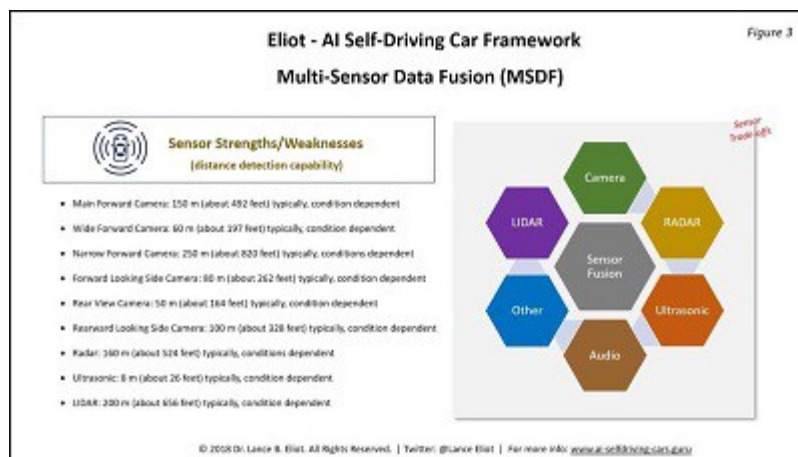 Eliot - AI Self-Driving Car Framework
Figure 3
Multi-Sensor Data Fusion (MSDF)
Sensor Strengths/Weaknesses
(distance detection capability)
Sensor
Trade-offs
• Main Forward Camera: 150 m (about 492 feet) typically, condition dependent
• Wide Forward Camera: 60 m (about 197 feet) typically, condition dependent
• Narrow Forward Camera: 250 m (about 820 feet) typically, conditions dependent
• Forward Looking Side Camera: 80 m (about 262 feet) typically, condition dependent
• Rear View Camera: 50 m (about 164 feet) typically, condition dependent
• Rearward Looking Side Camera: 100 m (about 328 feet) typically, condition dependent
• Radar: 160 m (about 524 feet) typically, conditions dependent
• Ultrasonic: 8 m (about 26 feet) typically, condition dependent
• LIDAR: 200 m (about 656 feet) typically, condition dependent
Camera
LIDAR
RADAR
Sensor
Fusion
Other
Ultrasonic
Audio
© 2018 Dr. Lance B. Eliot. All Rights Reserved. | Twitter: @Lance Eliot | For more info: www.ai-selfdriving-cars.guru